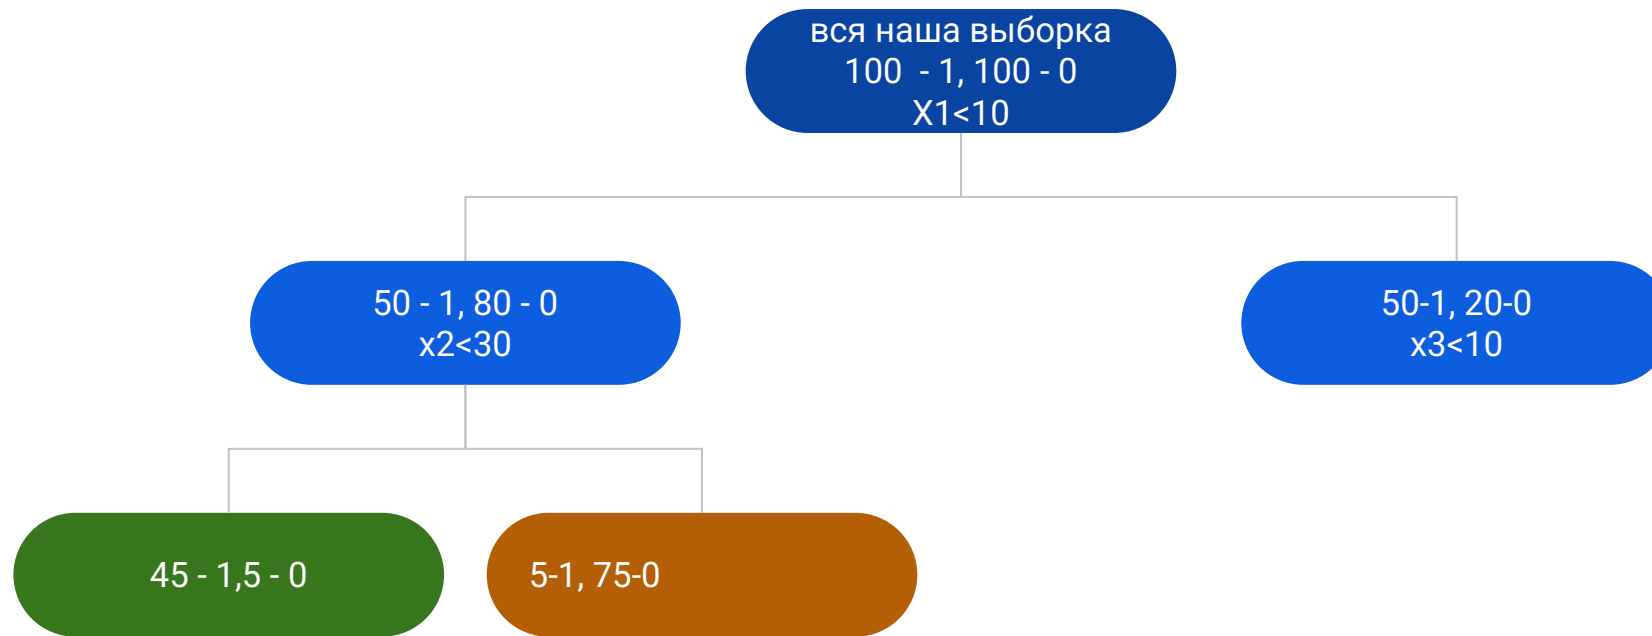 вся наша выборка
100  - 1, 100 - 0
X1<10
50 - 1, 80 - 0
x2<30
50-1, 20-0
x3<10
45 - 1,5 - 0
5-1, 75-0